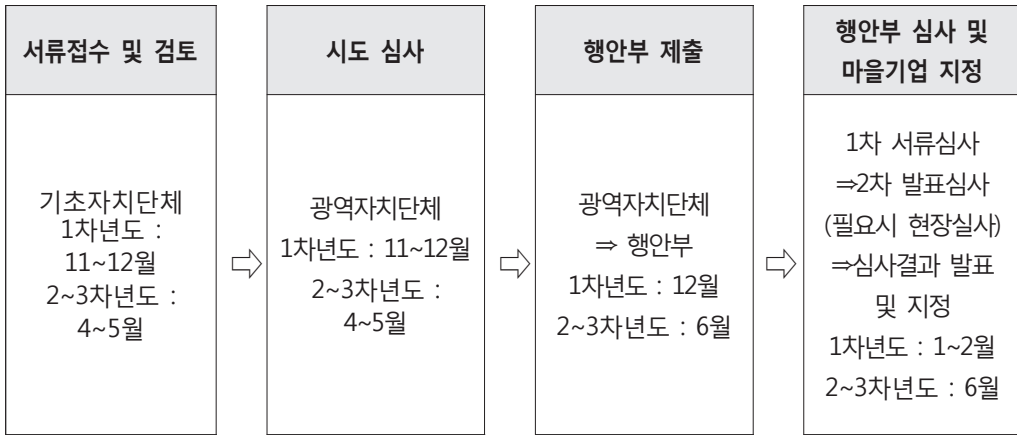 서류접수 및 검토
기초자치단체
1차년도 :
11~12월
2~3차년도 :
4~5월
⇨
시도 심사
광역자치단체
1차년도 : 11~12월
2~3차년도 :
4~5월
⇨
행안부 제출
광역자치단체
⇒ 행안부
1차년도 : 12월
2~3차년도 : 6월
⇨
행안부 심사 및
마을기업 지정
1차 서류심사
⇒2차 발표심사
(필요시 현장실사)
⇒심사결과 발표
및 지정
1차년도 : 1~2월
2~3차년도 : 6월